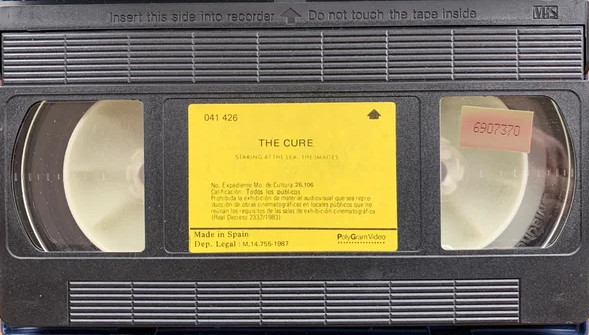 Insert this side into recorder Do not touch the tape inside VHS
041 426
6907370
THE CURE
STARING AT THE SEA. THE IMAGES
No. Expediente Mo. de Cultura 26.106
Calificación: Todos los públicos
Prohibida la exhibición de material audiovisual que sea repro
ducción de obras cinematográficas en locales públicos que no
reúnan los requisitos de las salas de exhibición cinematográfica
(Real Decreto 2332/1983)
Made in Spain
PolyGram Video
Dep. Legal: M.14.755-1987